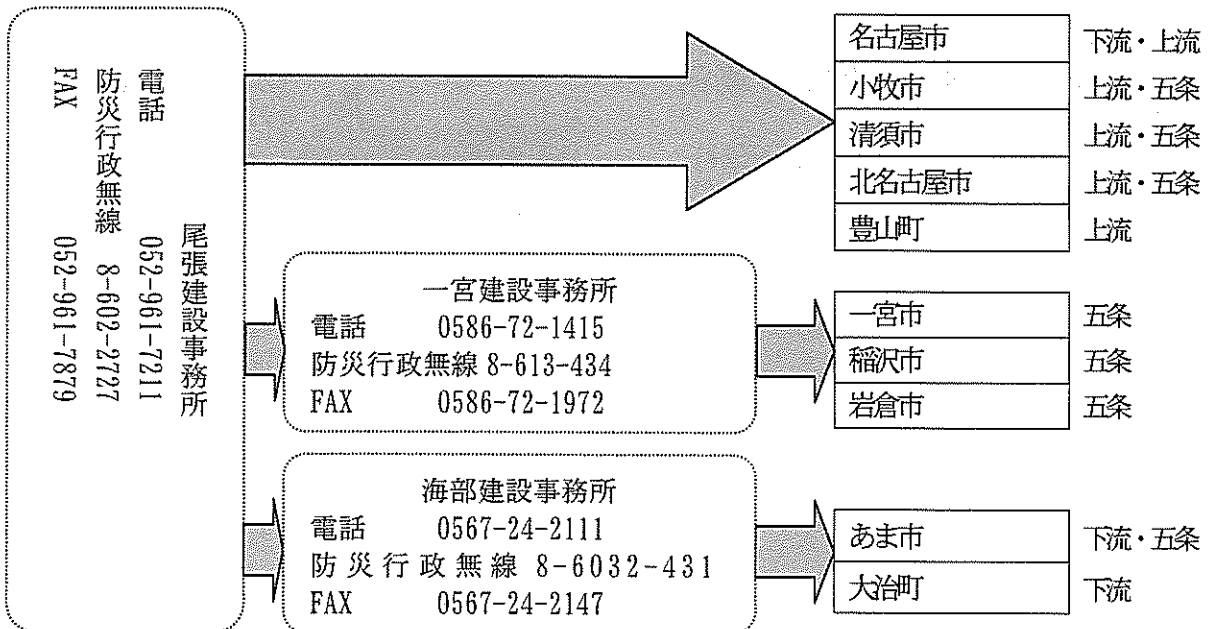 尾張建設事務所
電話 052-961-7211
防災行政無線 8-602-2727
FAX 052-961-7879
名古屋市 下流・上流
小牧市 上流・五条
清須市 上流・五条
北名古屋市 上流・五条
豊山町 上流
一宮建設事務所
電話 0586-72-1415
防災行政無線 8-613-434
FAX 0586-72-1972
一宮市 五条
稲沢市 五条
岩倉市 五条
海部建設事務所
電話 0567-24-2111
防災行政無線 8-6032-431
FAX 0567-24-2147
あま市 下流・五条
大治町 下流